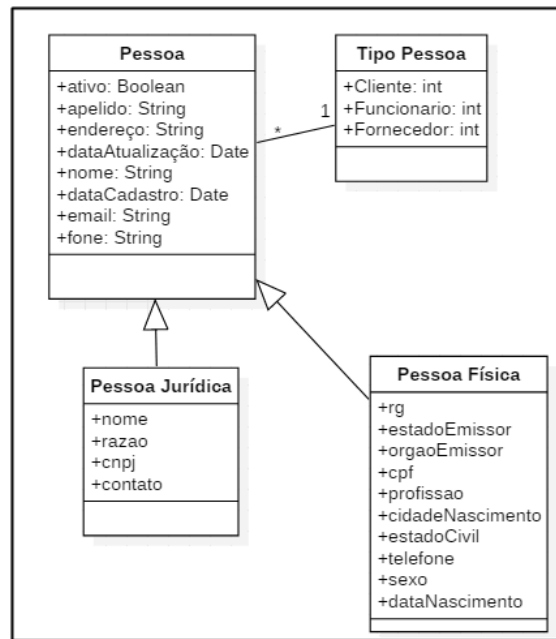 Pessoa
+ativo: Boolean
+apelido: String
+endereço: String
+dataAtualização: Date
+nome: String
+dataCadastro: Date
+email: String
+fone: String
Tipo Pessoa
+Cliente: int
+Funcionario: int
+Fornecedor: int
*
1
Pessoa Jurídica
+nome
+razao
+cnpj
+contato
Pessoa Física
+rg
+estadoEmissor
+orgaoEmissor
+cpf
+profissao
+cidadeNascimento
+estadoCivil
+telefone
+sexo
+dataNascimento